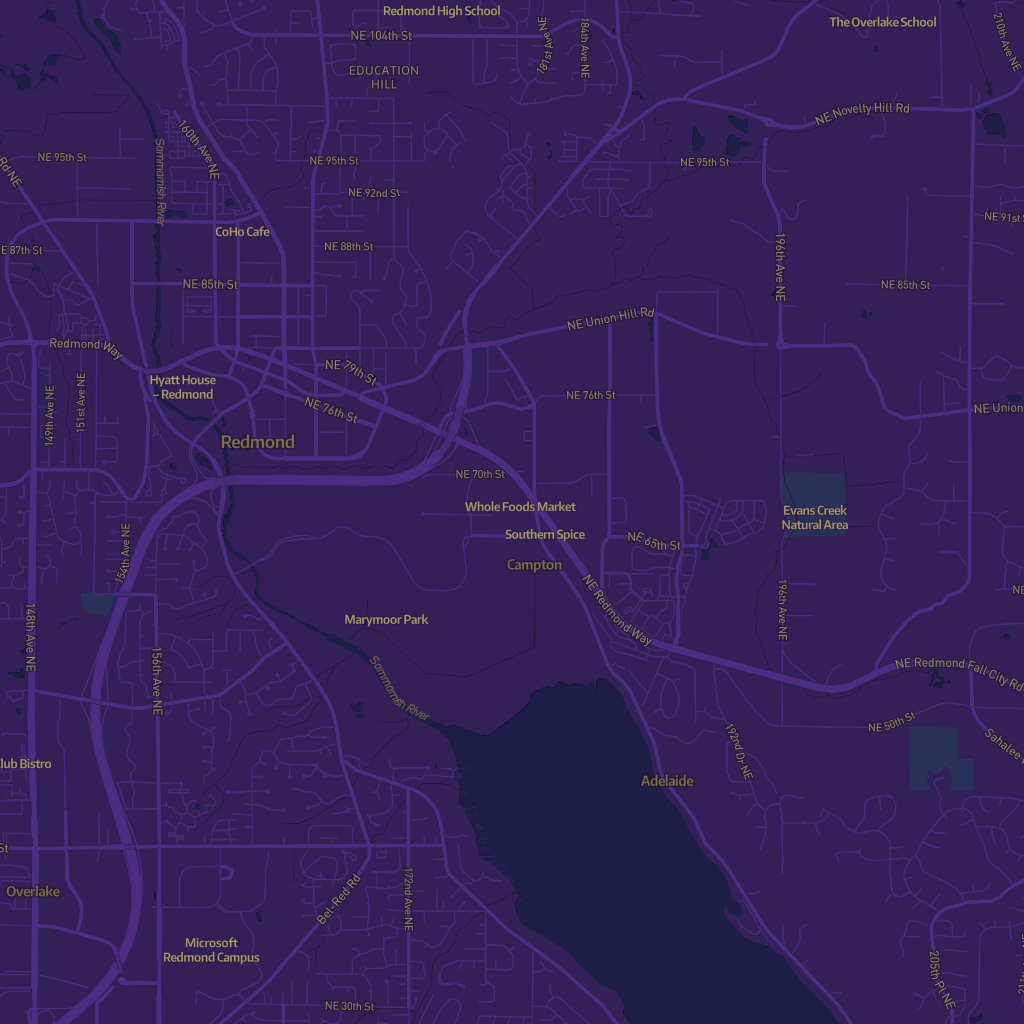 Redmond High School
The Overlake School
NE 104th St
181st Ave NE
184th Ave NE
210th Ave NE
EDUCATION
HILL
NE Novelty Hill Rd
160th Ave NE
NE 95th St
NE 95th St
NE 95th St
Rd NE
Sammamish River
NE 92nd St
NE 91st S
CoHo Cafe
NE 88th St
E 87th St
196th Ave NE
NE 85th St
NE 85th St
NE Union Hill Rd
Redmond Way
NE 79th St
Hyatt House
– Redmond
149th Ave NE
151st Ave NE
NE 76th St
NE 76th St
NE Union
Redmond
NE 70th St
Whole Foods Market
Evans Creek
Natural Area
Southern Spice
NE 65th St
154th Ave NE
Campton
NE
148th Ave NE
Marymoor Park
NE Redmond Way
196th Ave NE
156th Ave NE
Sammamish River
NE Redmond Fall City Rd
NE 50th St
192nd Dr NE
Sahalee
Club Bistro
Adelaide
St
Overlake
Bel-Red Rd
172nd Ave NE
Microsoft
Redmond Campus
205th Pl NE
NE 30th St